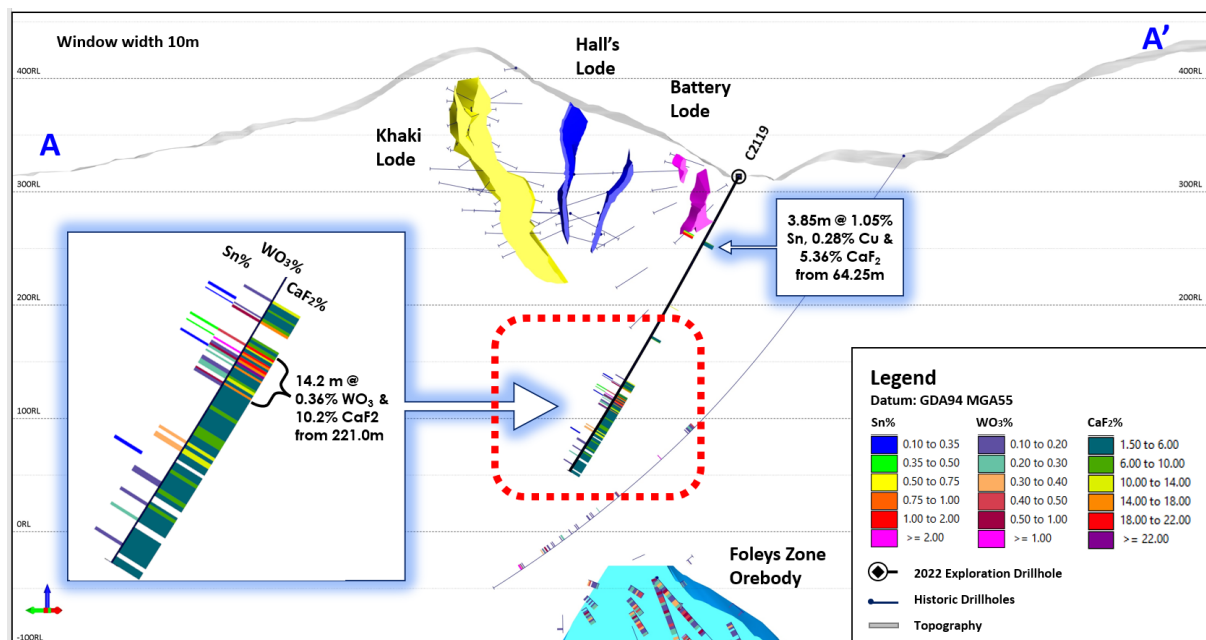 Window width 10m
A
A'
400RL
400RL
300RL
300RL
200RL
200RL
100RL
0RL
-100RL
Khaki
Lode
Hall's
Lode
Battery
Lode
C2119
3.85m @ 1.05%
Sn, 0.28% Cu &
5.36% CaF2
from 64.25m
Sn%
WO3%
CaF2%
14.2 m @
0.36% WO3 &
10.2% CaF2
from 221.0m
Foleys Zone
Orebody
Legend
Datum: GDA94 MGA55
Sn% WO3% CaF2%
0.10 to 0.35 0.10 to 0.20 1.50 to 6.00
0.35 to 0.50 0.20 to 0.30 6.00 to 10.00
0.50 to 0.75 0.30 to 0.40 10.00 to 14.00
0.75 to 1.00 0.40 to 0.50 14.00 to 18.00
1.00 to 2.00 0.50 to 1.00 18.00 to 22.00
>= 2.00 >= 1.00 >= 22.00
2022 Exploration Drillhole
Historic Drillholes
Topography